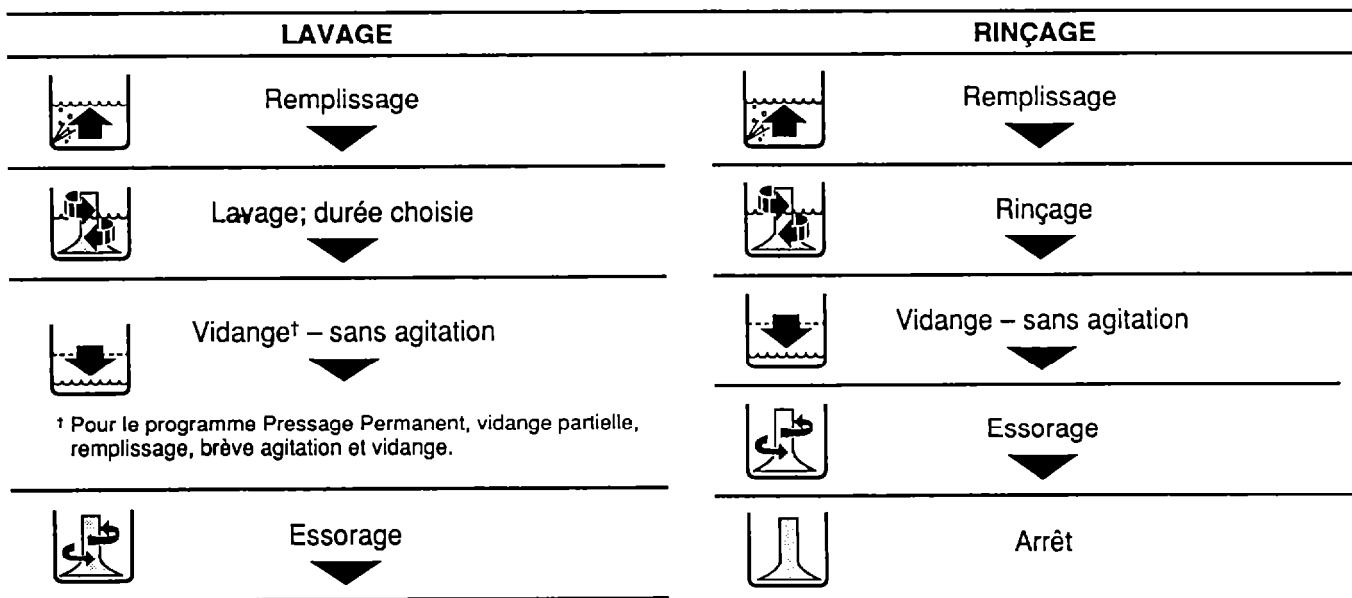 LAVAGE
Remplissage
Lavage; durée choisie
Vidange† – sans agitation
† Pour le programme Pressage Permanent, vidange partielle,
remplissage, brève agitation et vidange.
Essorage
RINÇAGE
Remplissage
Rinçage
Vidange – sans agitation
Essorage
Arrêt